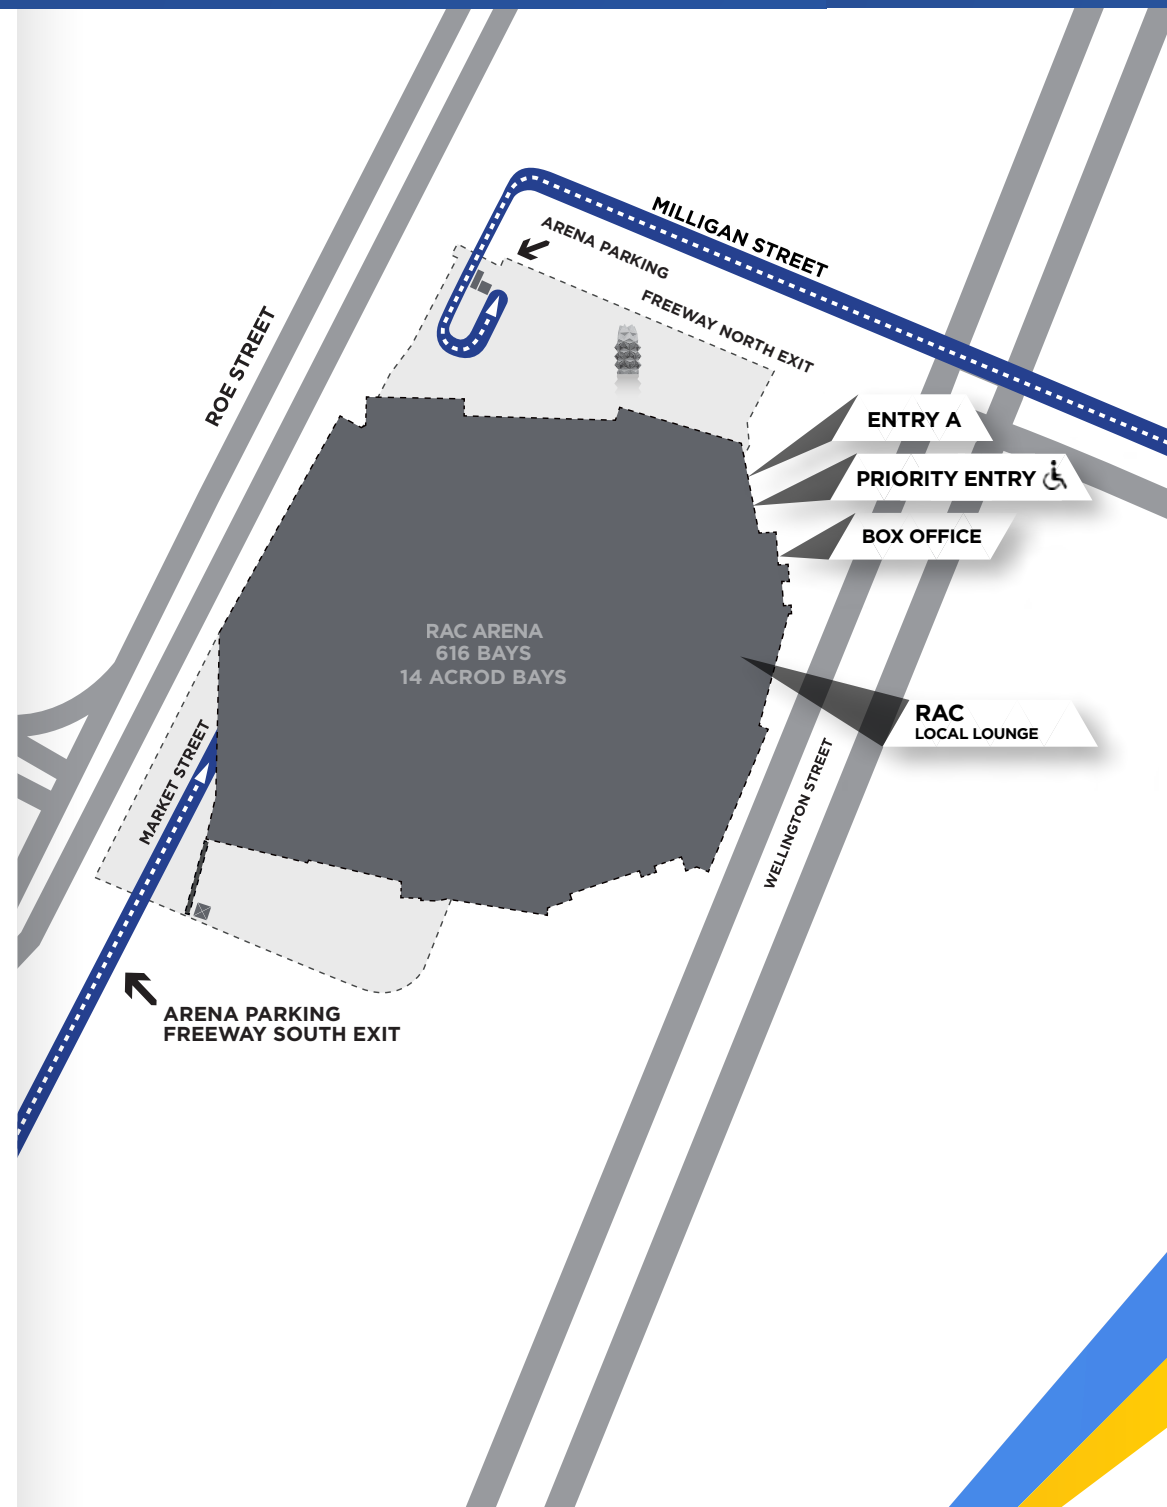 MILLIGAN STREET
ARENA PARKING
FREEWAY NORTH EXIT
ROE STREET
ENTRY A
PRIORITY ENTRY
BOX OFFICE
RAC ARENA
616 BAYS
14 ACROD BAYS
RAC
LOCAL LOUNGE
MARKET STREET
WELLINGTON STREET
ARENA PARKING
FREEWAY SOUTH EXIT